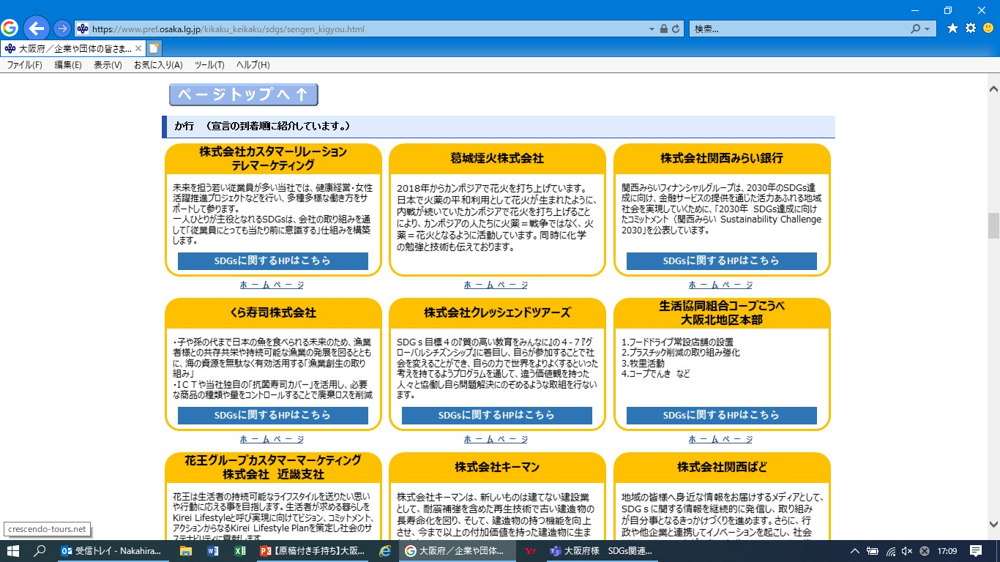 https://www.pref.osaka.lg.jp/kikaku_keikaku/sdgs/sengen_kigyou.html
検索...
大阪府／企業や団体の皆さま...
ファイル(F) 編集(E) 表示(V) お気に入り(A) ツール(T) ヘルプ(H)
ページトップへ↑
か行　（宣言の到着順に紹介しています。）
株式会社カスタマーリレーション
テレマーケティング
未来を担う若い従業員が多い当社では、健康経営・女性
活躍推進プロジェクトなどを行い、多種多様な働き方をサ
ポートして参ります。
一人ひとりが主役となれるSDGsは、会社の取り組みを通
して「従業員にとっても当たり前に意識する」仕組みを構築
します。
SDGsに関するHPはこちら
ホームページ
葛城煙火株式会社
2018年からカンボジアで花火を打ち上げています。
日本で火薬の平和利用として花火が生まれたように、
内戦が続いていたカンボジアで花火を打ち上げること
により、カンボジアの人たちに火薬＝戦争ではなく、火
薬＝花火となるように活動しています。同時に化学
の勉強と技術も伝えております。
ホームページ
株式会社関西みらい銀行
関西みらいフィナンシャルグループは、2030年のSDGs達
成に向け、金融サービスの提供を通じた活力あふれる地域
社会を実現していくために、「2030年 SDGs達成に向け
たコミットメント（関西みらい Sustainability Challenge
2030」を公表しています。
SDGsに関するHPはこちら
ホームページ
くら寿司株式会社
・子や孫の代まで日本の魚を食べられる未来のため、漁業
者様との共存共栄や持続可能な漁業の発展を図るととも
に、海の資源を無駄なく有効活用する「漁業創生の取り
組み」
・ＩＣＴや当社独自の「抗菌寿司カバー」を活用し、必要
な商品の種類や量をコントロールすることで廃棄ロスを削減
SDGsに関するHPはこちら
ホームページ
株式会社クレッシェンドツアーズ
SDGｓ目標４の『質の高い教育をみんなに』の４-７『グ
ローバルシチズンシップ』に着目し、自らが参加することで社
会を変えることができ、自らの力で世界をよりよくするといった
考えを持てるようプログラムを通して、違う価値観を持った
人々と協働し自ら問題解決にのぞめるような取組を行ないま
す。
SDGsに関するHPはこちら
ホームページ
生活協同組合コープこうべ
大阪北地区本部
1.フードドライブ常設店舗の設置
2.プラスチック削減の取り組み強化
3.牧里活動
4.コープでんき など
SDGsに関するHPはこちら
ホームページ
花王グループカスタマーマーケティング
株式会社　近畿支社
花王は生活者の持続可能なライフスタイルを送りたい思い
や行動に応える事を目指します。生活者が求める暮らしを
Kirei Lifestyleと呼び実現に向けてビジョン、コミットメント、
アクションからなるKirei Lifestyle Planを策定し社会のサ
ステナビリティに貢献します。
株式会社キーマン
株式会社キーマンは、新しいものは建てない建設業
として、耐震補強を含めた再生技術で古い建造物の
長寿命化を図り、そして、建造物の持つ機能を向上
させ、今まで以上の付加価値を持った建造物に生ま
株式会社関西ぱど
地域の皆様へ身近な情報をお届けするメディアとして、
SDGｓに関する情報を継続的に発信し、取り組み
が自分事となるきっかけづくりを進めます。さらに、行
政や他企業と連携してイノベーションを起こし、社会
crescendo-tours.net
受信トレイ - Nakahira...
【原稿付き手持ち】大阪...
大阪府／企業や団体...
大阪府様 SDGs関連...
17:09